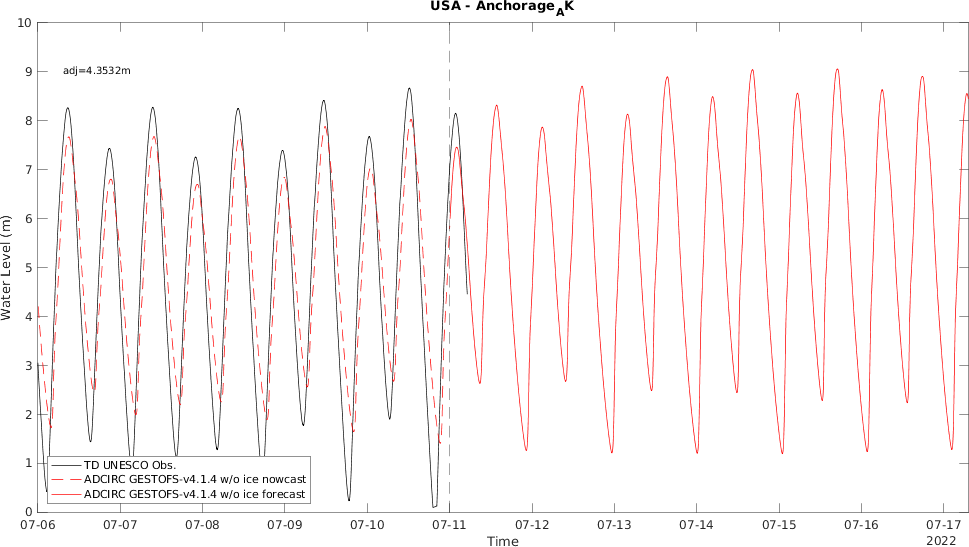 USA - Anchorage_AK
10
9
8
7
6
5
4
3
2
1
0
Water Level (m)
adj=4.3532m
TD UNESCO Obs.
ADCIRC GESTOFS-v4.1.4 w/o ice nowcast
ADCIRC GESTOFS-v4.1.4 w/o ice forecast
07-06 07-07 07-08 07-09 07-10 07-11 07-12 07-13 07-14 07-15 07-16 07-17
Time
2022